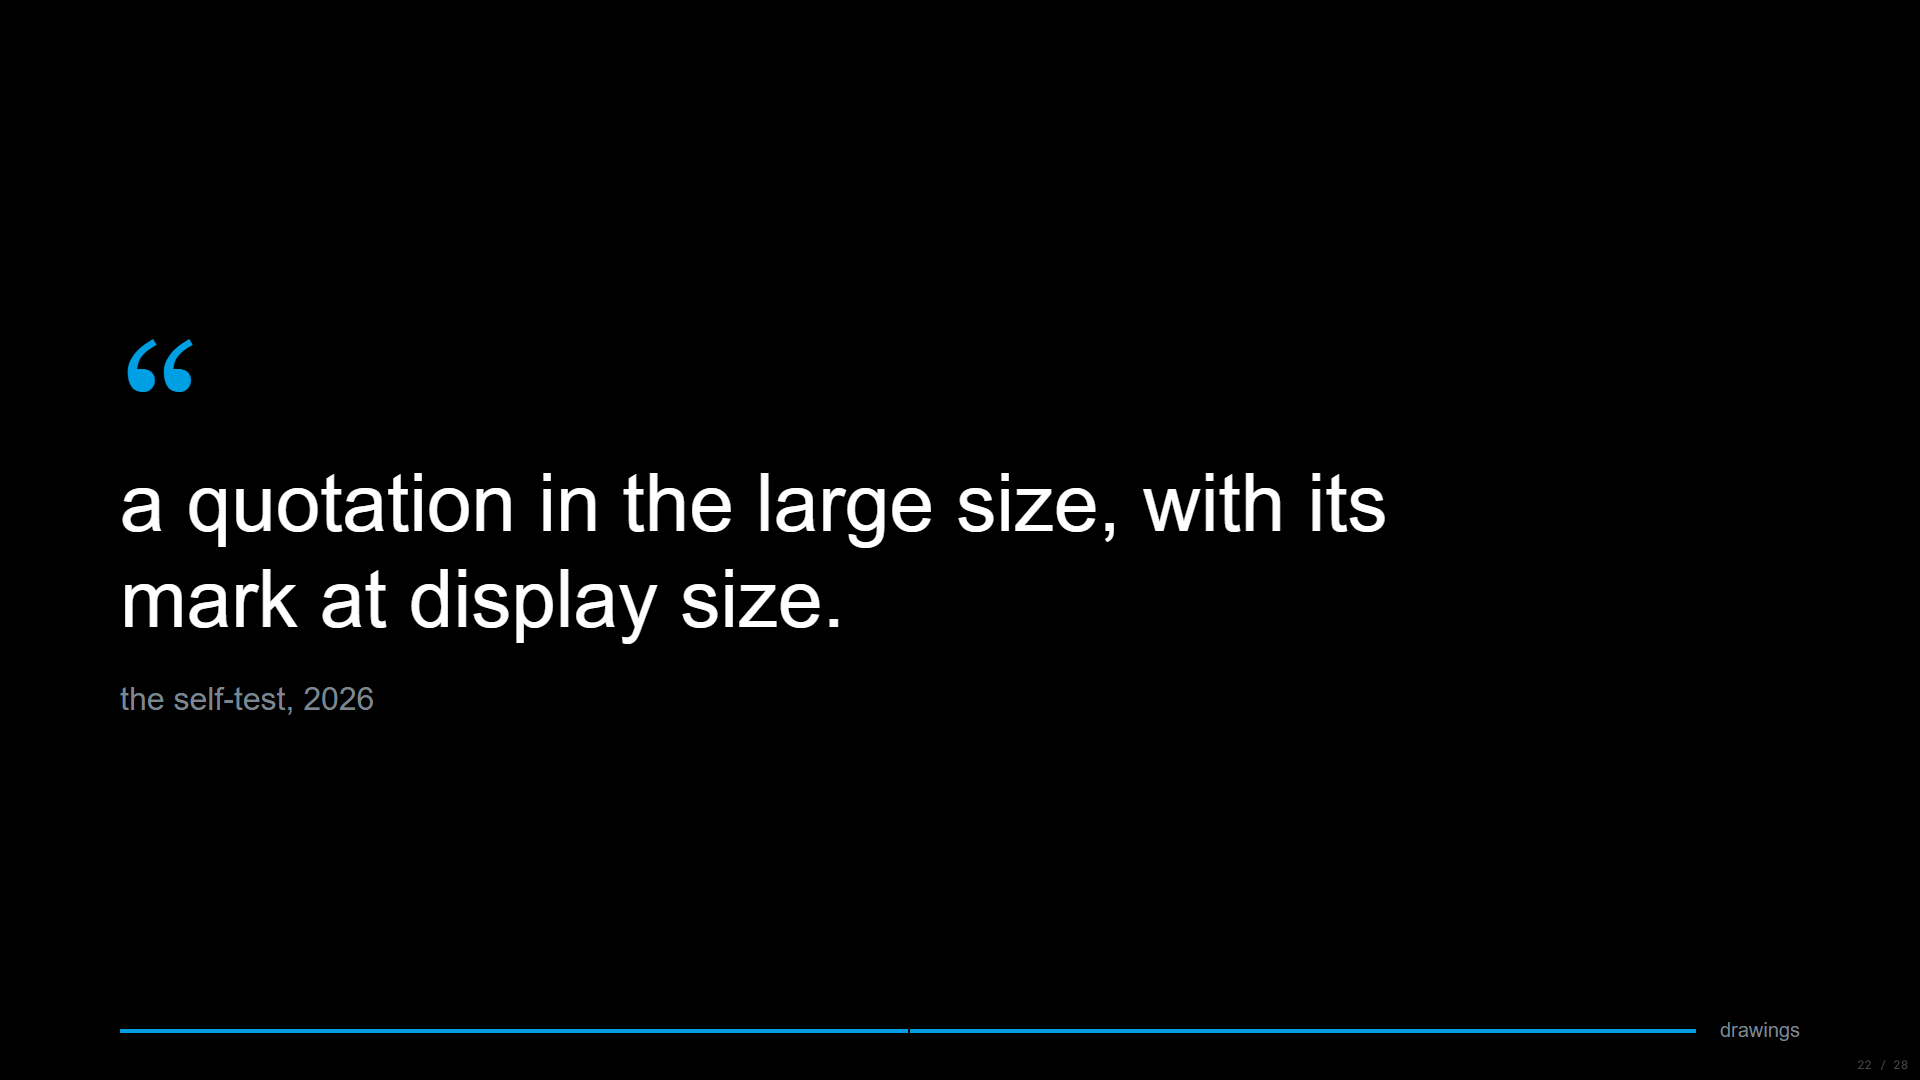 “
a quotation in the large size, with its
mark at display size.
the self-test, 2026
drawings
22 / 28